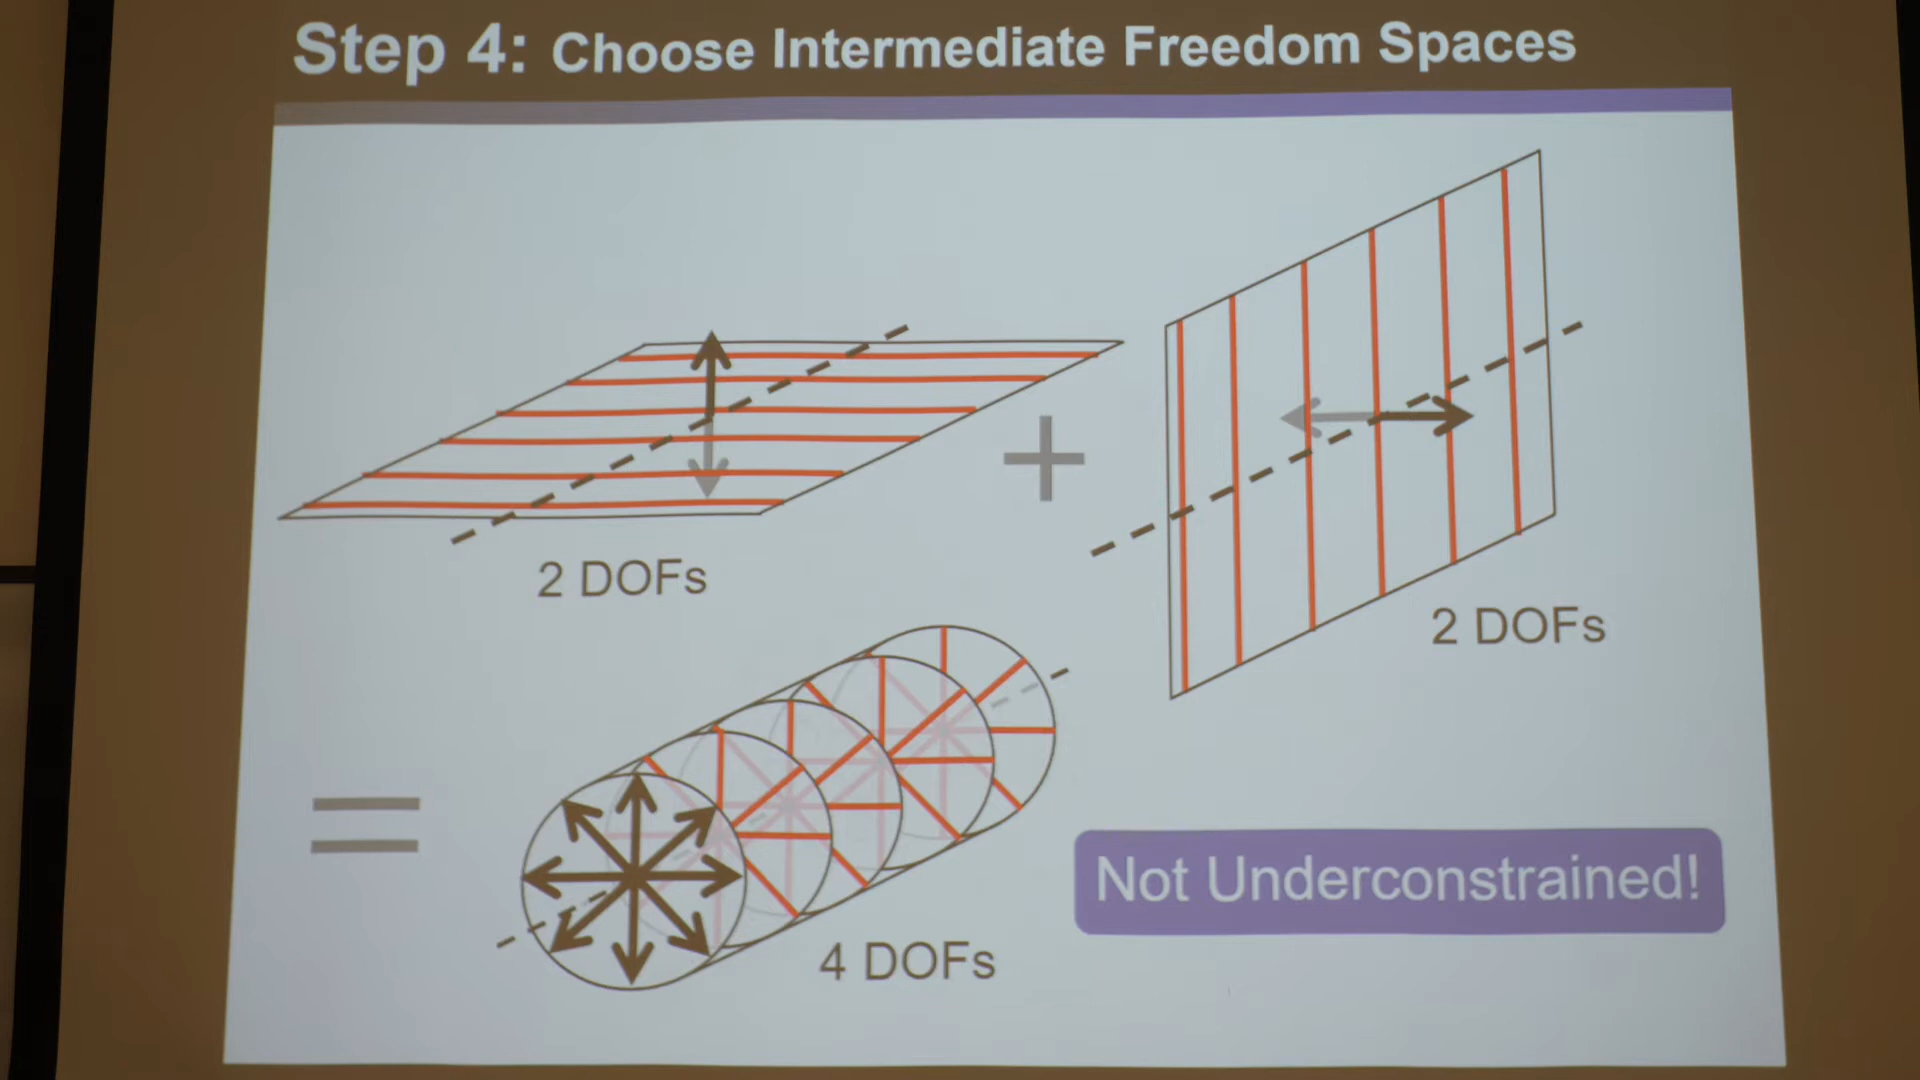 Step 4: Choose Intermediate Freedom Spaces
+
2 DOFs
2 DOFs
=
4 DOFs
Not Underconstrained!